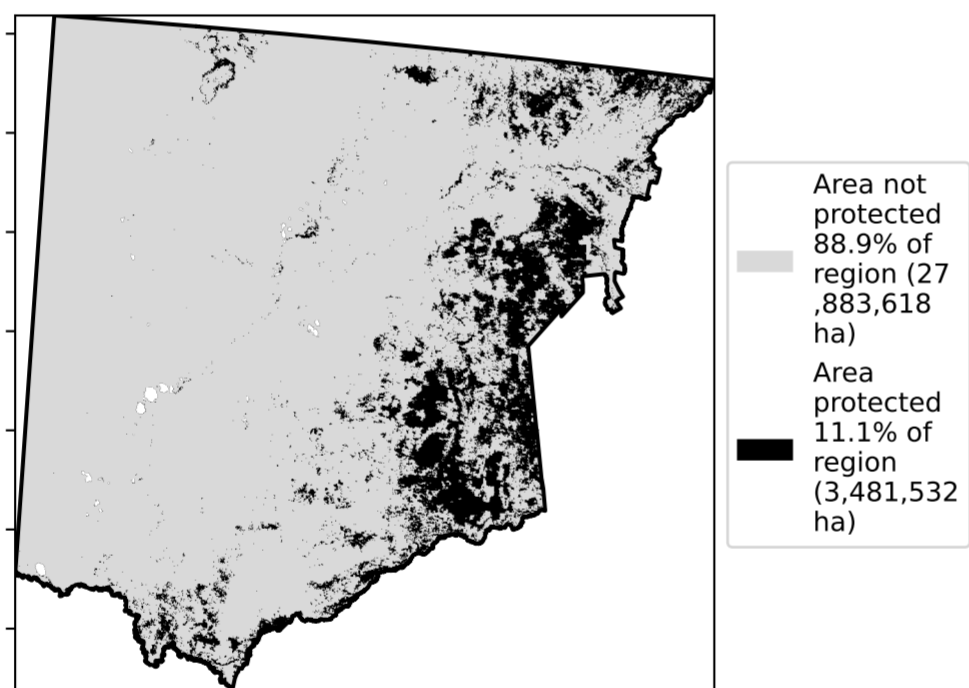 Area not
protected
88.9% of
region (27
,883,618
ha)
Area
protected
11.1% of
region
(3,481,532
ha)